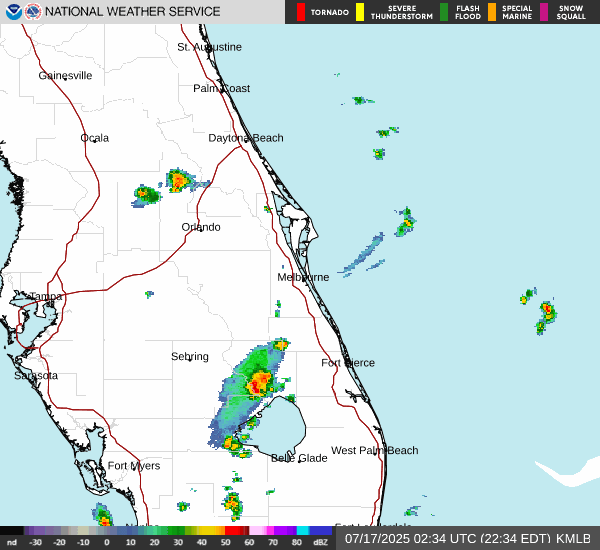 NATIONAL WEATHER SERVICE
TORNADO
SEVERE
THUNDERSTORM
FLASH
FLOOD
SPECIAL
MARINE
SNOW
SQUALL
St. Augustine
Gainesville
Palm Coast
Ocala
Daytona Beach
Orlando
Melbourne
Tampa
Sebring
Fort Pierce
Sarasota
West Palm Beach
Belle Glade
Fort Myers
nd -30 -20 -10 0 10 20 30 40 50 60 70 80 dBZ
07/17/2025 02:34 UTC (22:34 EDT) KMLB